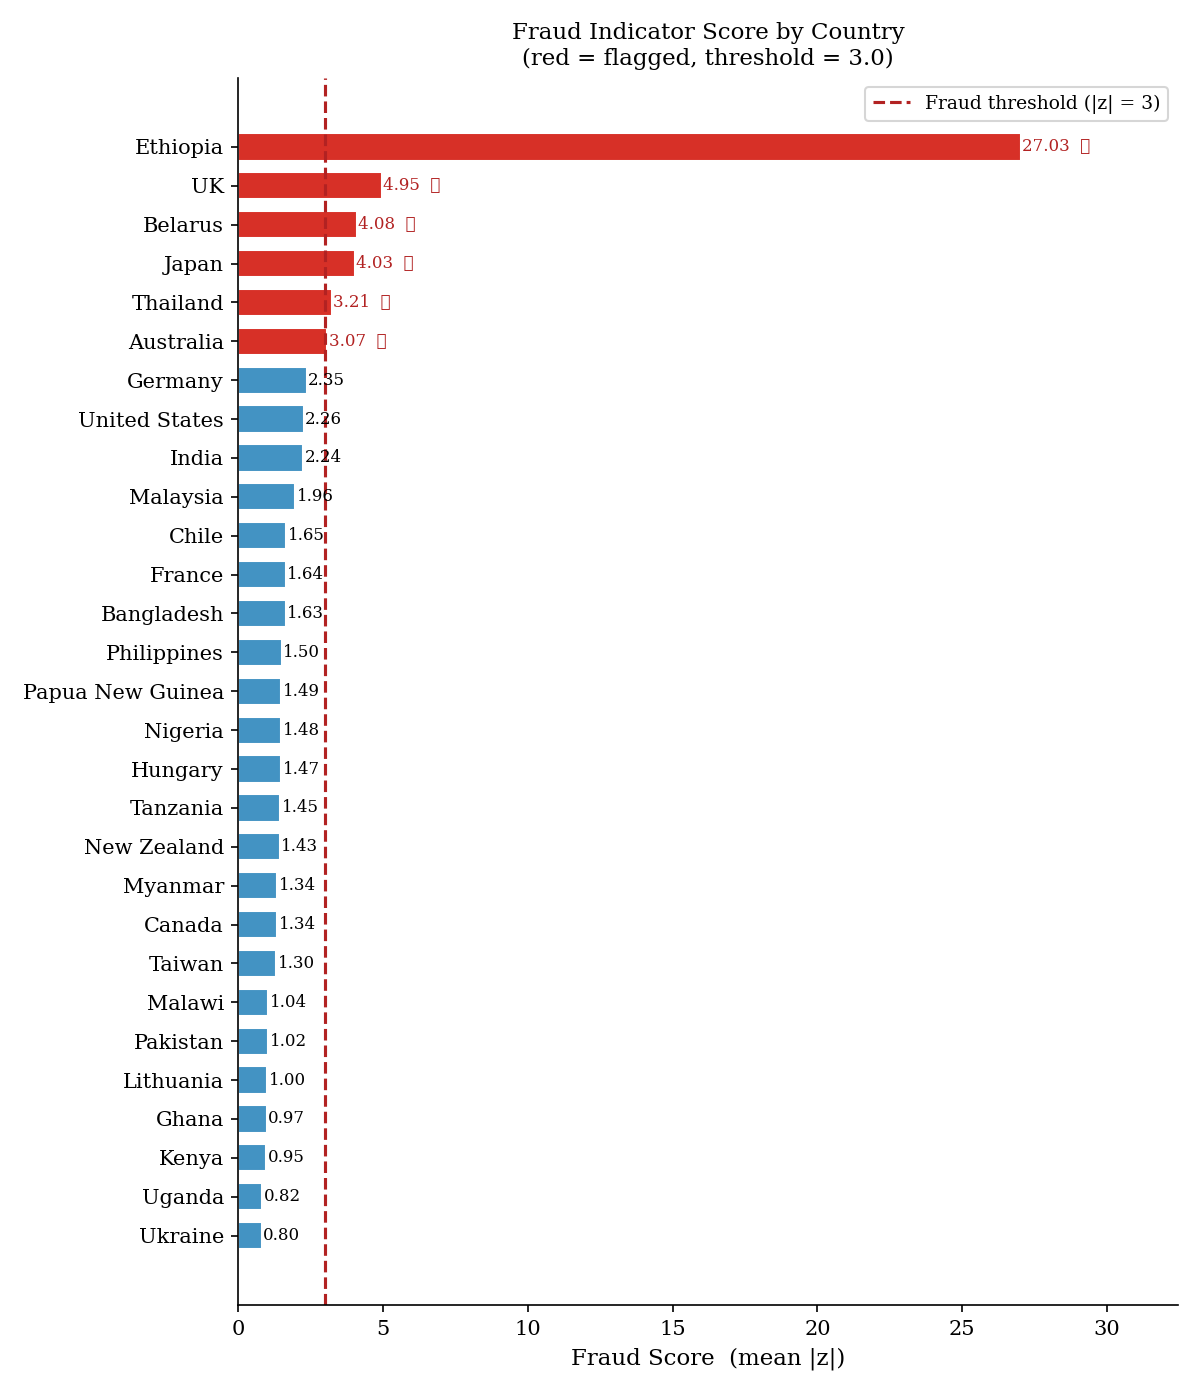 Fraud Indicator Score by Country
(red = flagged, threshold = 3.0)
Fraud threshold (|z| = 3)
Ethiopia 27.03
UK 4.95
Belarus 4.08
Japan 4.03
Thailand 3.21
Australia 3.07
Germany 2.35
United States 2.26
India 2.24
Malaysia 1.96
Chile 1.65
France 1.64
Bangladesh 1.63
Philippines 1.50
Papua New Guinea 1.49
Nigeria 1.48
Hungary 1.47
Tanzania 1.45
New Zealand 1.43
Myanmar 1.34
Canada 1.34
Taiwan 1.30
Malawi 1.04
Pakistan 1.02
Lithuania 1.00
Ghana 0.97
Kenya 0.95
Uganda 0.82
Ukraine 0.80
0 5 10 15 20 25 30
Fraud Score (mean |z|)